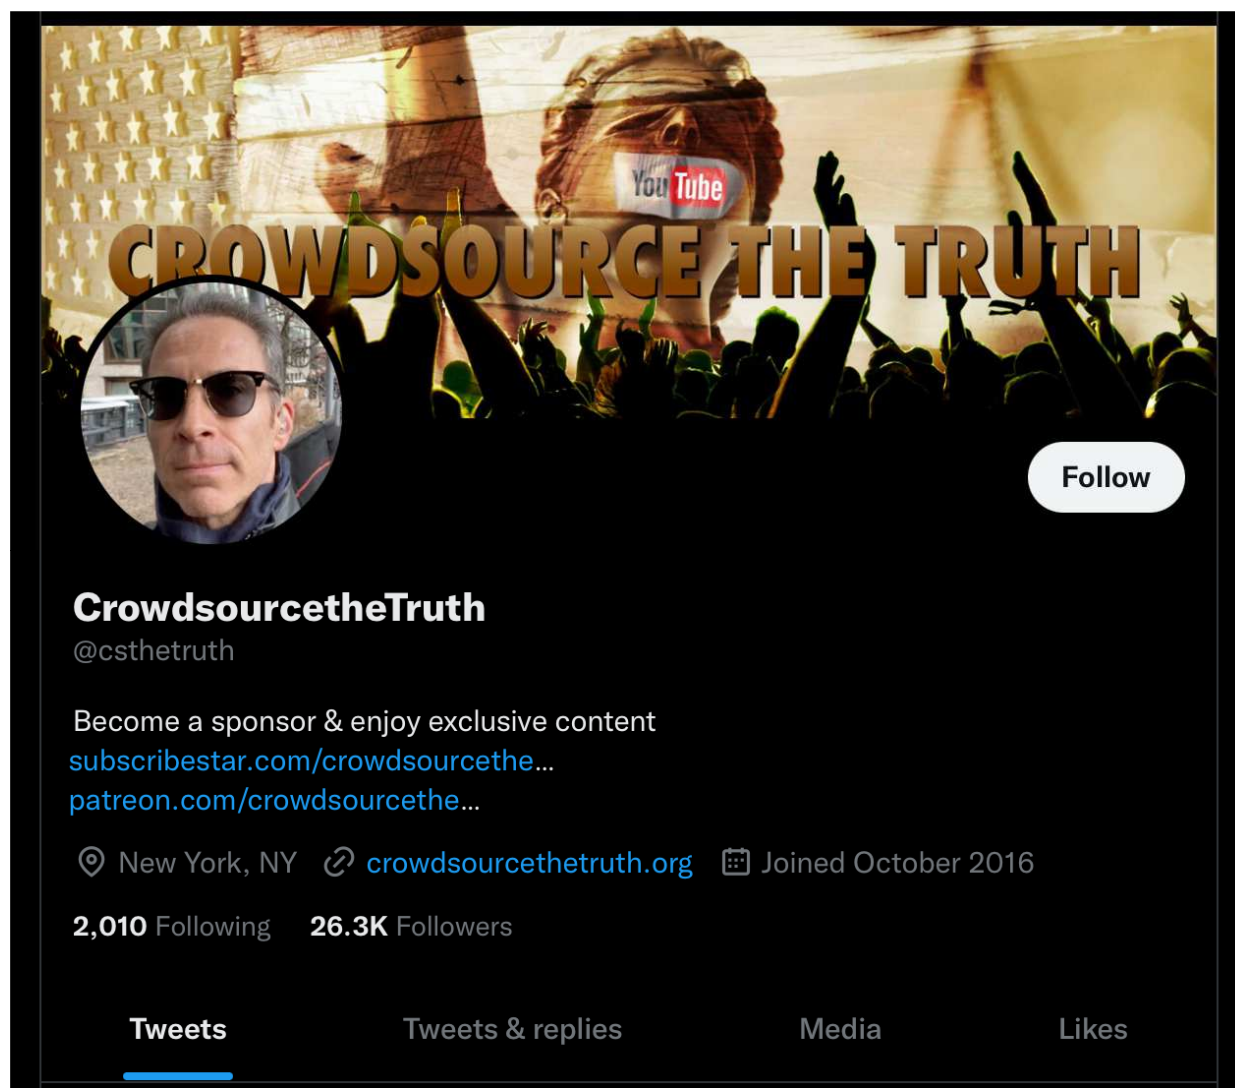 YouTube
CROWDSOURCE THE TRUTH
Follow
CrowdsourcetheTruth
@csthetruth
Become a sponsor & enjoy exclusive content
subscribestar.com/crowdsourcethe...
patreon.com/crowdsourcethe...
New York, NY crowdsourcethetruth.org Joined October 2016
2,010 Following 26.3K Followers
Tweets Tweets & replies Media Likes